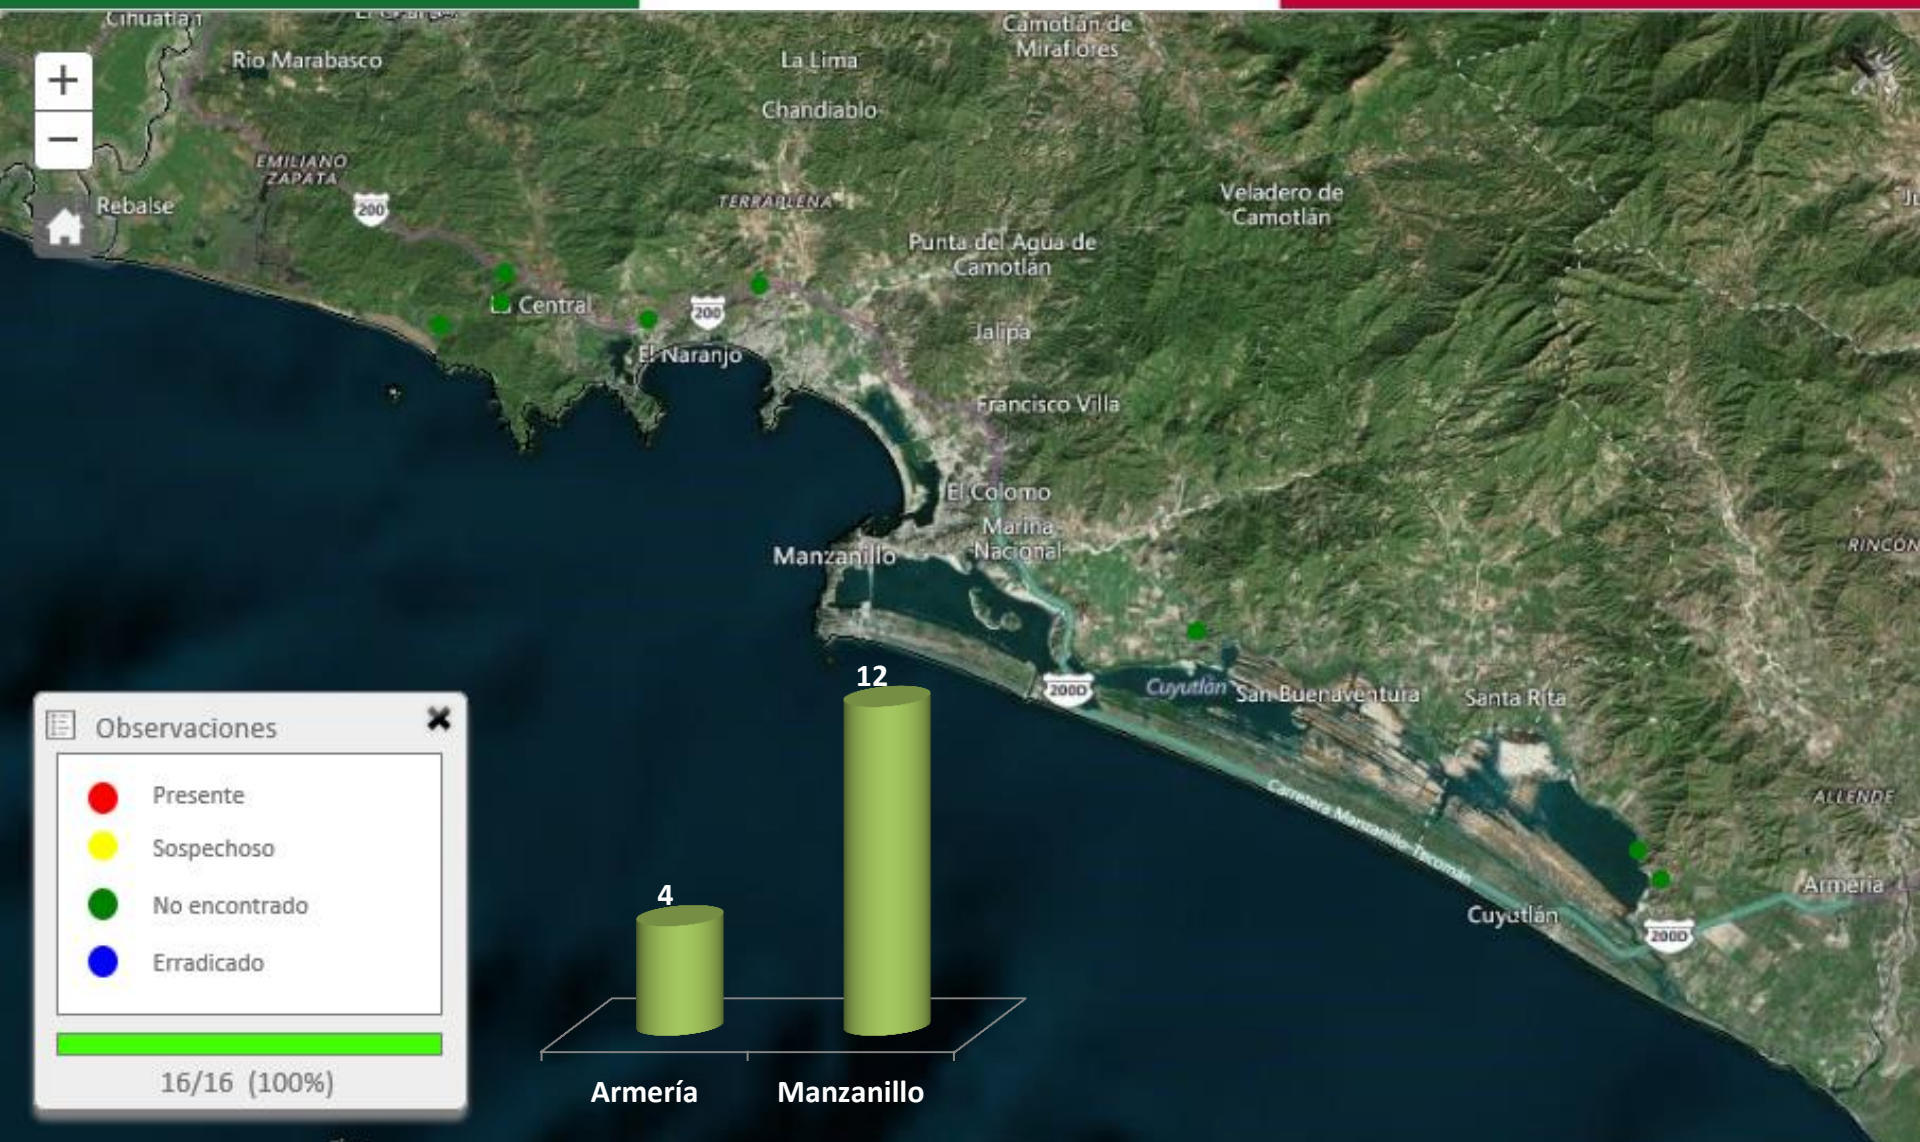 Cihuatlán
Camotlán de
Miraflores
Rio Marabasco
La Lima
Chandiablo
EMILIANO
ZAPATA
Rebalse
200
TERRAPLENA
Veladero de
Camotlán
Punta del Agua de
Camotlán
Central
200
Jalipa
El Naranjo
Francisco Villa
El Colomo
Marina
Nacional
Manzanillo
RINCÓN
200D
Cuyutlán
San Buenaventura
Santa Rita
Carretera Manzanillo-Tecomán
ALLENDE
Armería
Cuyutlán
200D
Observaciones
Presente
Sospechoso
No encontrado
Erradicado
16/16 (100%)
12
4
Armería
Manzanillo